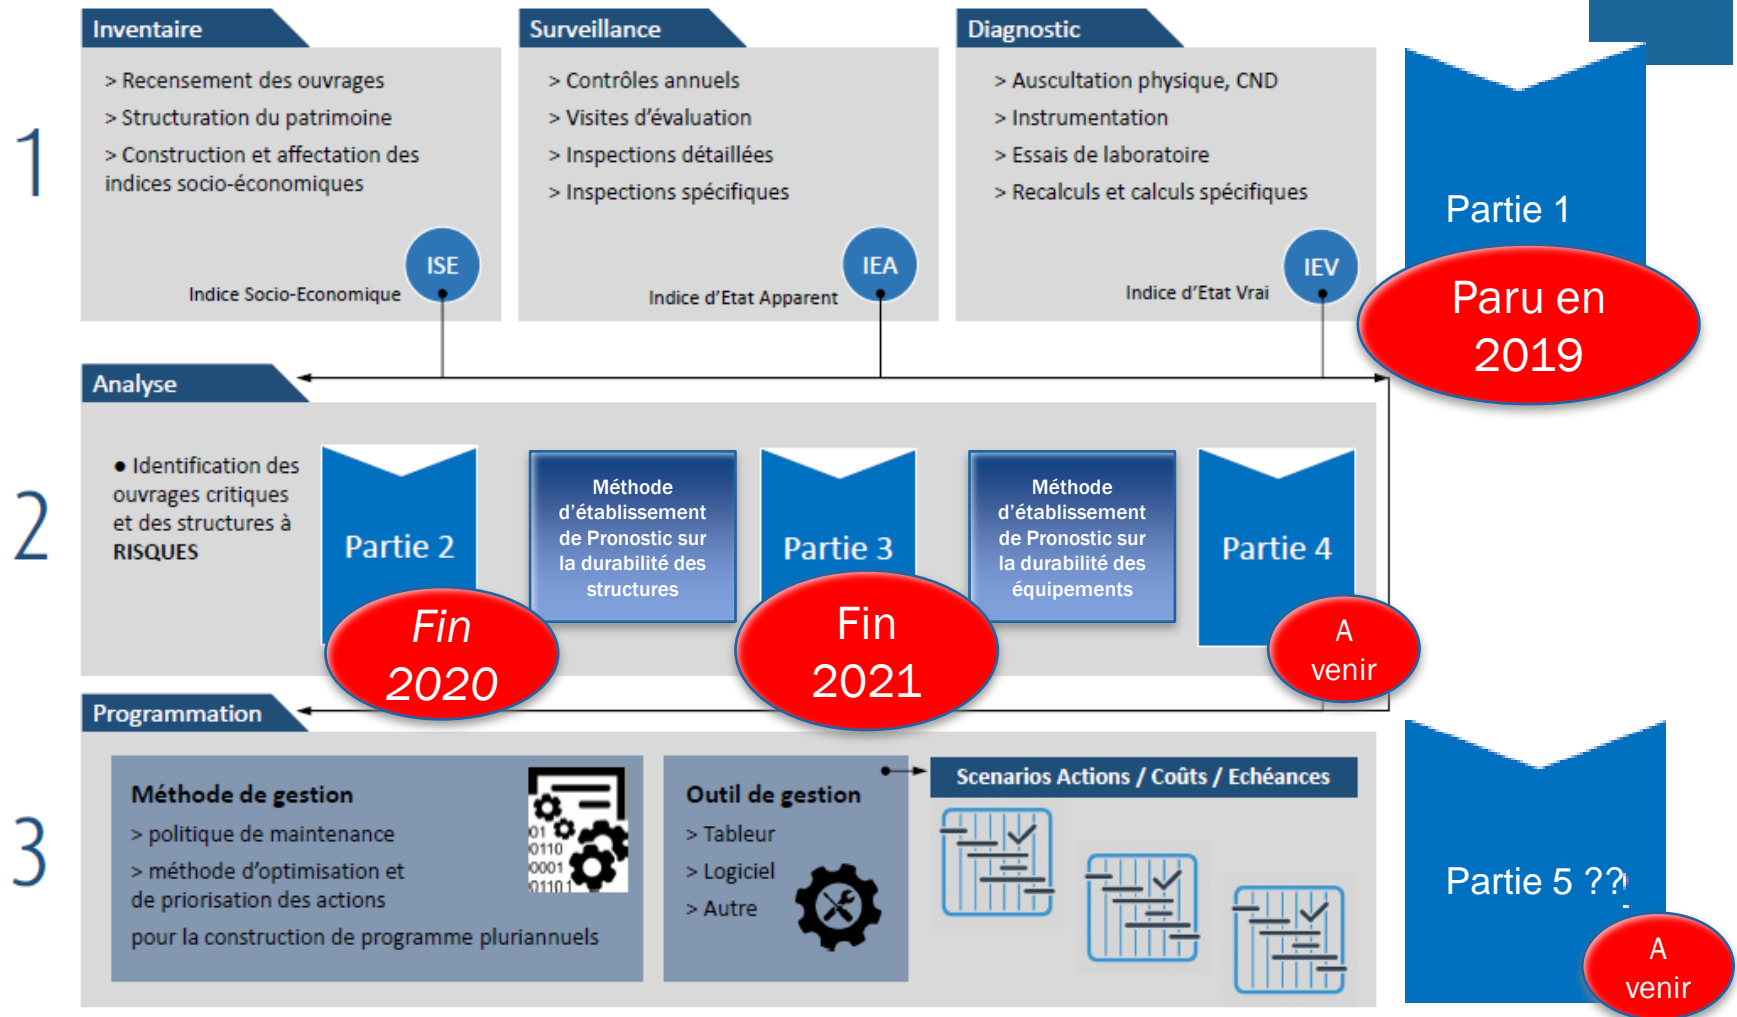 1
Inventaire
> Recensement des ouvrages
> Structuration du patrimoine
> Construction et affectation des
indices socio-économiques
ISE
Indice Socio-Economique
Surveillance
> Contrôles annuels
> Visites d'évaluation
> Inspections détaillées
> Inspections spécifiques
IEA
Indice d'Etat Apparent
Diagnostic
> Auscultation physique, CND
> Instrumentation
> Essais de laboratoire
> Recalculs et calculs spécifiques
IEV
Indice d'Etat Vrai
Partie 1
Paru en
2019
2
Analyse
● Identification des
ouvrages critiques
et des structures à
RISQUES
Partie 2
Fin
2020
Méthode
d'établissement
de Pronostic sur
la durabilité des
structures
Partie 3
Fin
2021
Méthode
d'établissement
de Pronostic sur
la durabilité des
équipements
Partie 4
A
venir
3
Programmation
Méthode de gestion
> politique de maintenance
> méthode d'optimisation et
de priorisation des actions
pour la construction de programme pluriannuels
01
0110
0001
01101
Outil de gestion
> Tableur
> Logiciel
> Autre
Scenarios Actions / Coûts / Echéances
Partie 5 ??
A
venir